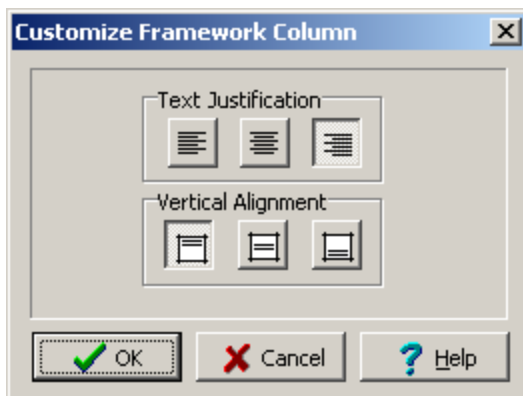 Customize Framework Column
Text Justification
Vertical Alignment
OK
Cancel
Help